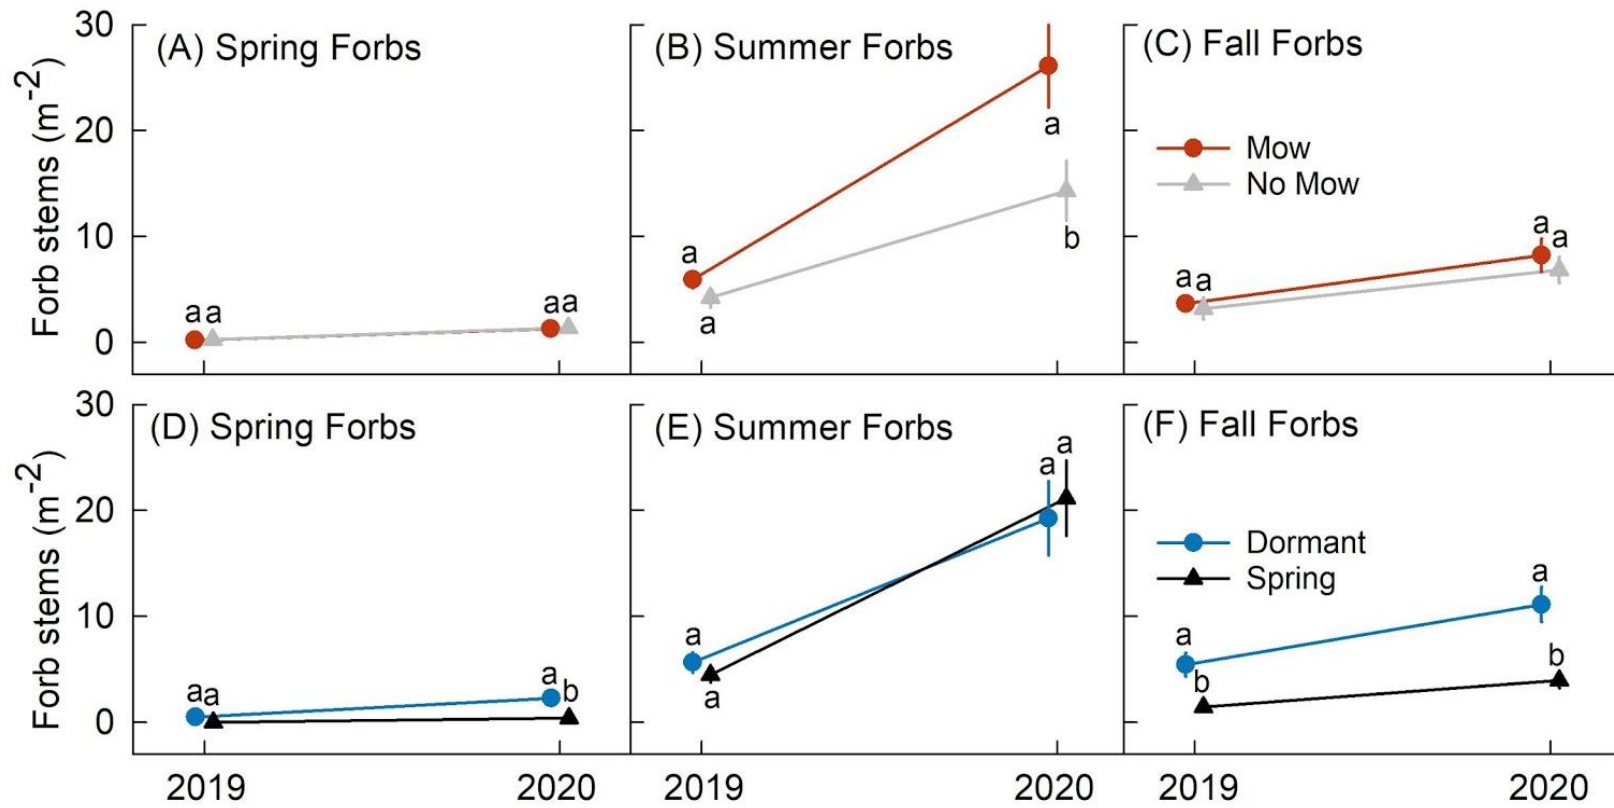 (A) Spring Forbs
(B) Summer Forbs
(C) Fall Forbs
Forb stems (m⁻²)
30
20
10
0
a a
a a
a
a
a
b
Mow
No Mow
a a
a a
(D) Spring Forbs
(E) Summer Forbs
(F) Fall Forbs
Forb stems (m⁻²)
30
20
10
0
a a
a b
a
a
a a
Dormant
Spring
a
b
a
b
2019 2020 2019 2020 2019 2020